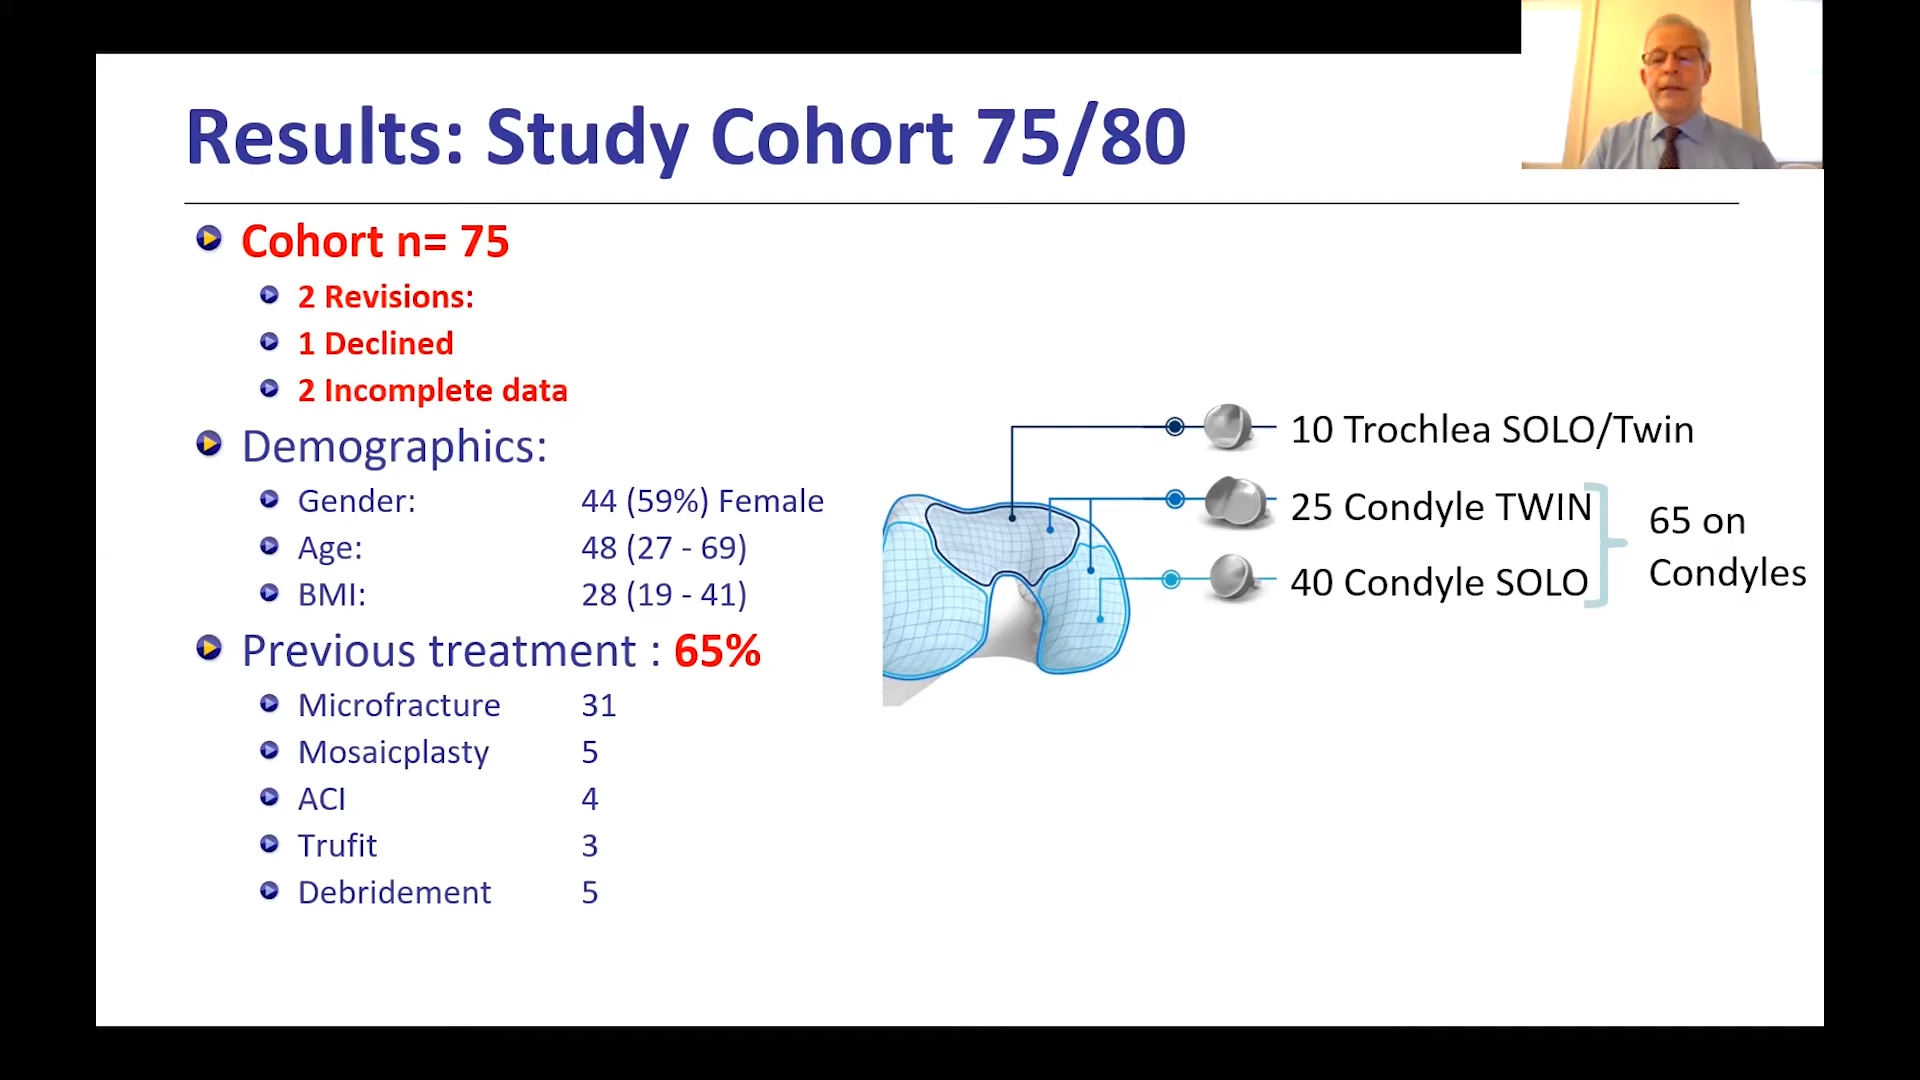 Results: Study Cohort 75/80
Cohort n= 75
2 Revisions:
1 Declined
2 Incomplete data
Demographics:
Gender: 44 (59%) Female
Age: 48 (27 - 69)
BMI: 28 (19 - 41)
Previous treatment : 65%
Microfracture 31
Mosaicplasty 5
ACI 4
Trufit 3
Debridement 5
10 Trochlea SOLO/Twin
25 Condyle TWIN
40 Condyle SOLO
65 on
Condyles